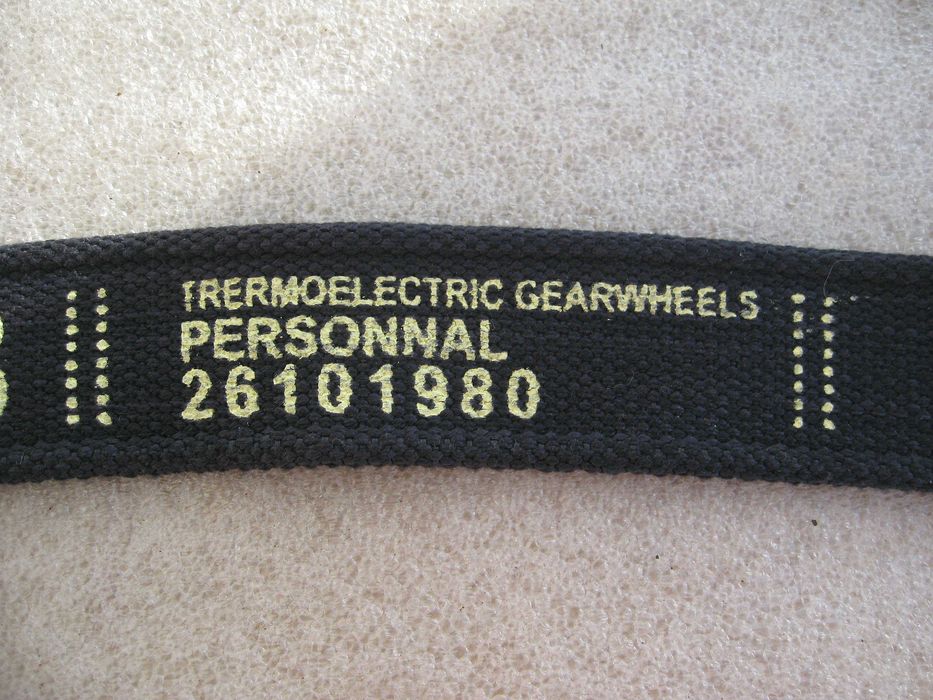 TRERMOELECTRIC GEARWHEELS
PERSONNAL
26101980